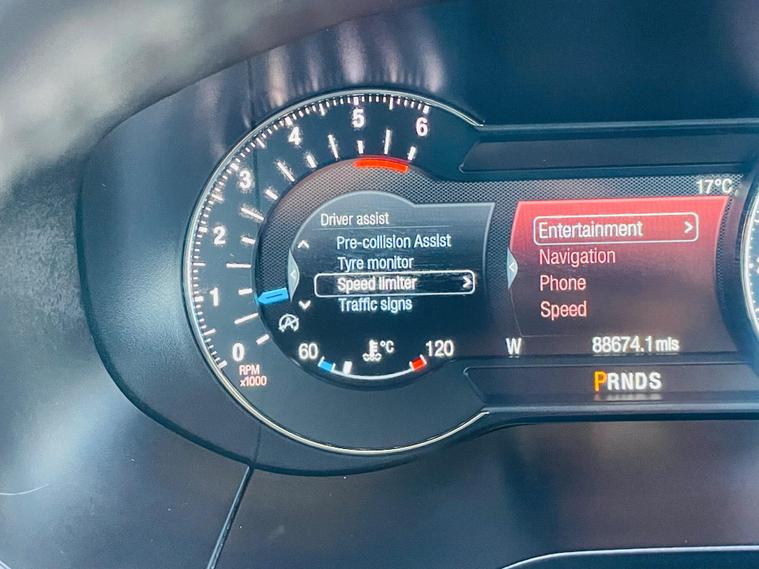 6
5
4
3
2
1
0
RPM
x1000
17°C
Driver assist
Pre-collision Assist
Tyre monitor
Speed limiter >
Traffic signs
60 °C 120
Entertainment >
Navigation
Phone
Speed
W 88674.1 mls
PRNDS